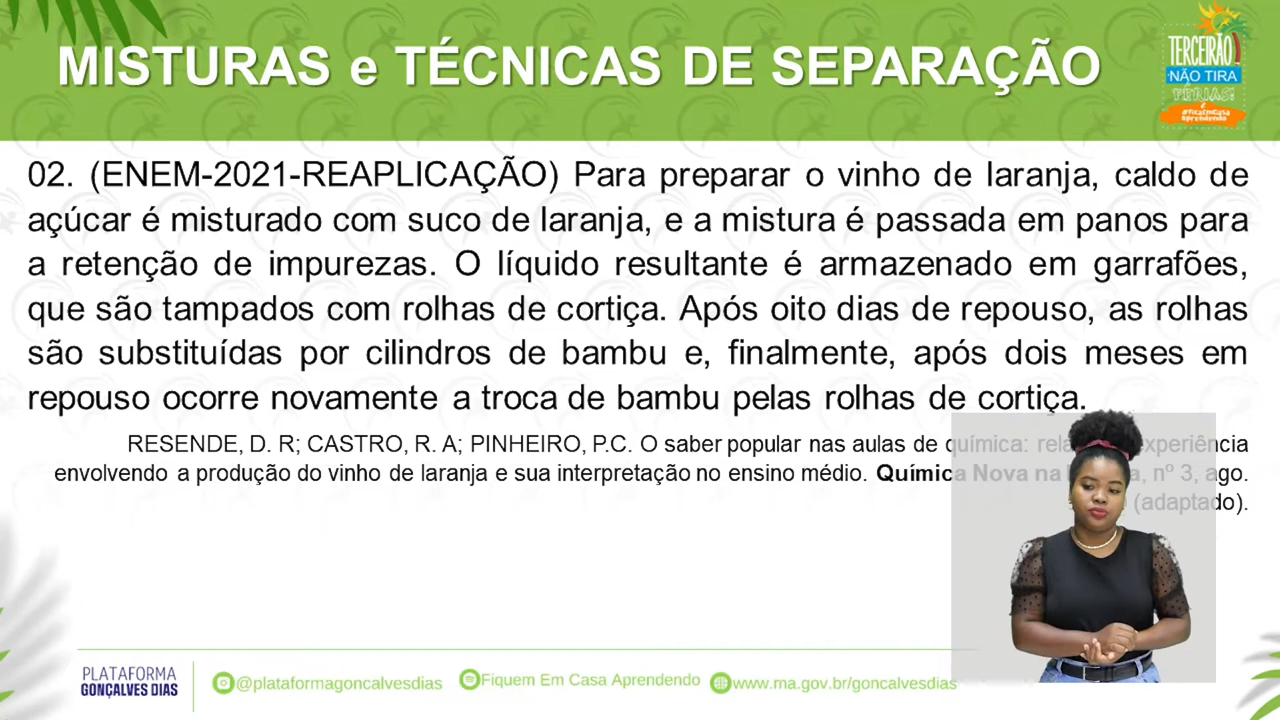 MISTURAS e TÉCNICAS DE SEPARAÇÃO
TERCEIRÃO
NÃO TIRA
FÉRIAS!
é
#FicaEmCasa
Aprendendo
02. (ENEM-2021-REAPLICAÇÃO) Para preparar o vinho de laranja, caldo de
açúcar é misturado com suco de laranja, e a mistura é passada em panos para
a retenção de impurezas. O líquido resultante é armazenado em garrafões,
que são tampados com rolhas de cortiça. Após oito dias de repouso, as rolhas
são substituídas por cilindros de bambu e, finalmente, após dois meses em
repouso ocorre novamente a troca de bambu pelas rolhas de cortiça.
RESENDE, D. R; CASTRO, R. A; PINHEIRO, P.C. O saber popular nas aulas de química: experiência
envolvendo a produção do vinho de laranja e sua interpretação no ensino médio. Química Nova na nº 3, ago.
(adaptado).
PLATAFORMA
GONÇALVES DIAS
@plataformagoncalvesdias
Fiquem Em Casa Aprendendo
www.ma.gov.br/goncalvesdias